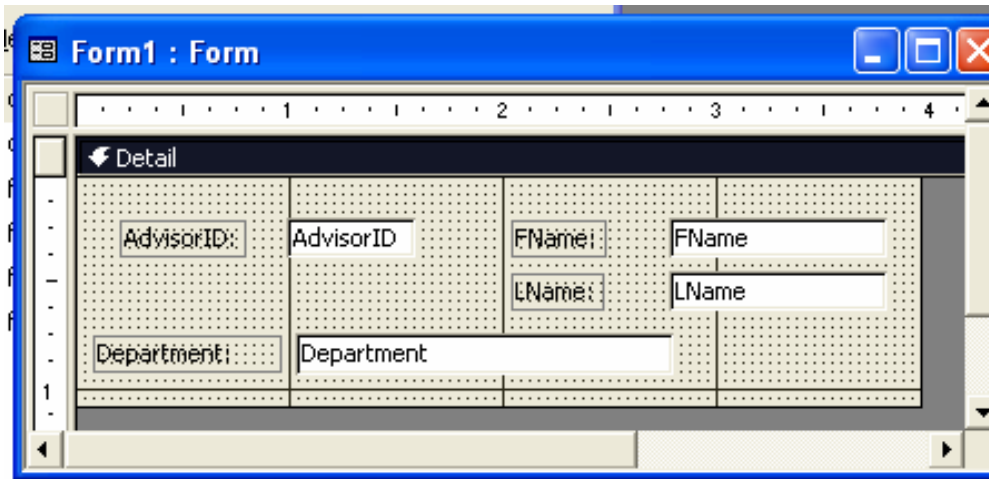 Form1 : Form
1 2 3 4
Detail
AdvisorID: AdvisorID FName: FName
LName: LName
Department: Department
1